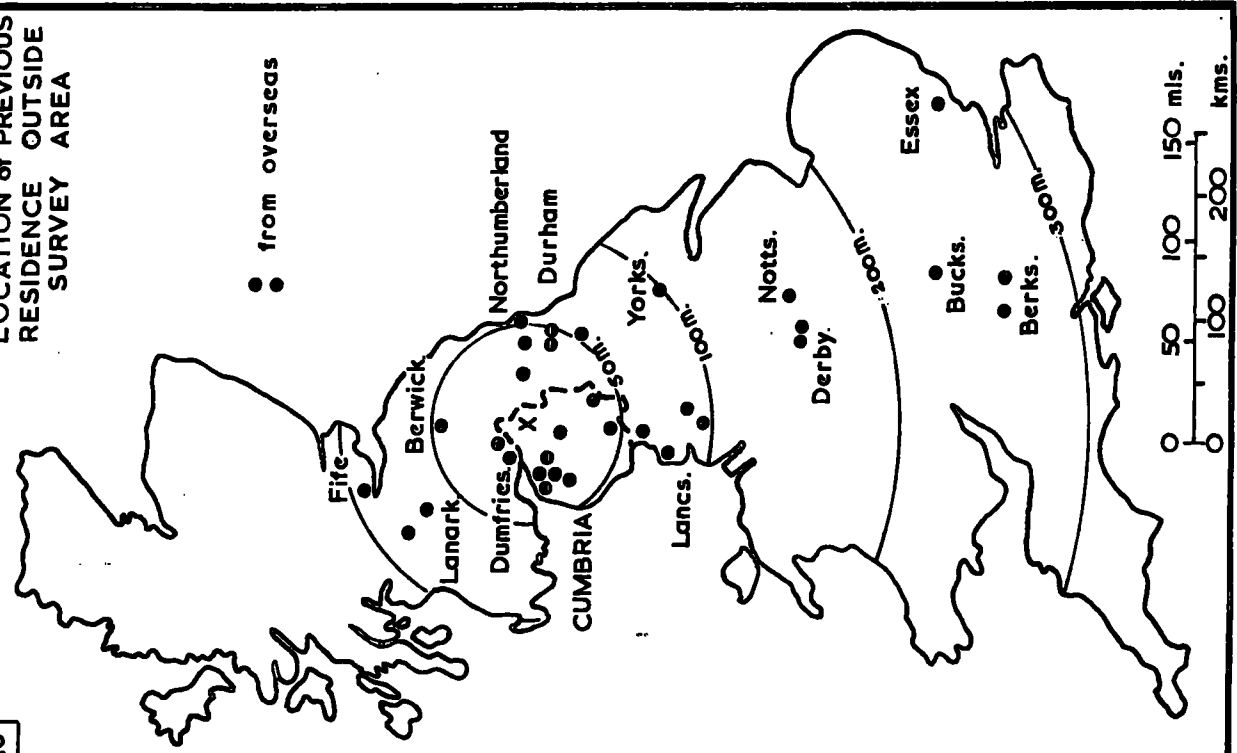 LOCATION of PREVIOUS
RESIDENCE OUTSIDE
SURVEY AREA
from overseas
Fife
Berwick.
Northumberland
Durham
Lanark.
Dumfries.
X
CUMBRIA
50m.
Yorks.
100m.
Lancs.
Notts.
Derby.
200m.
Essex
Bucks.
Berks.
300m.
0 50 100 150 mls.
0 100 200 kms.